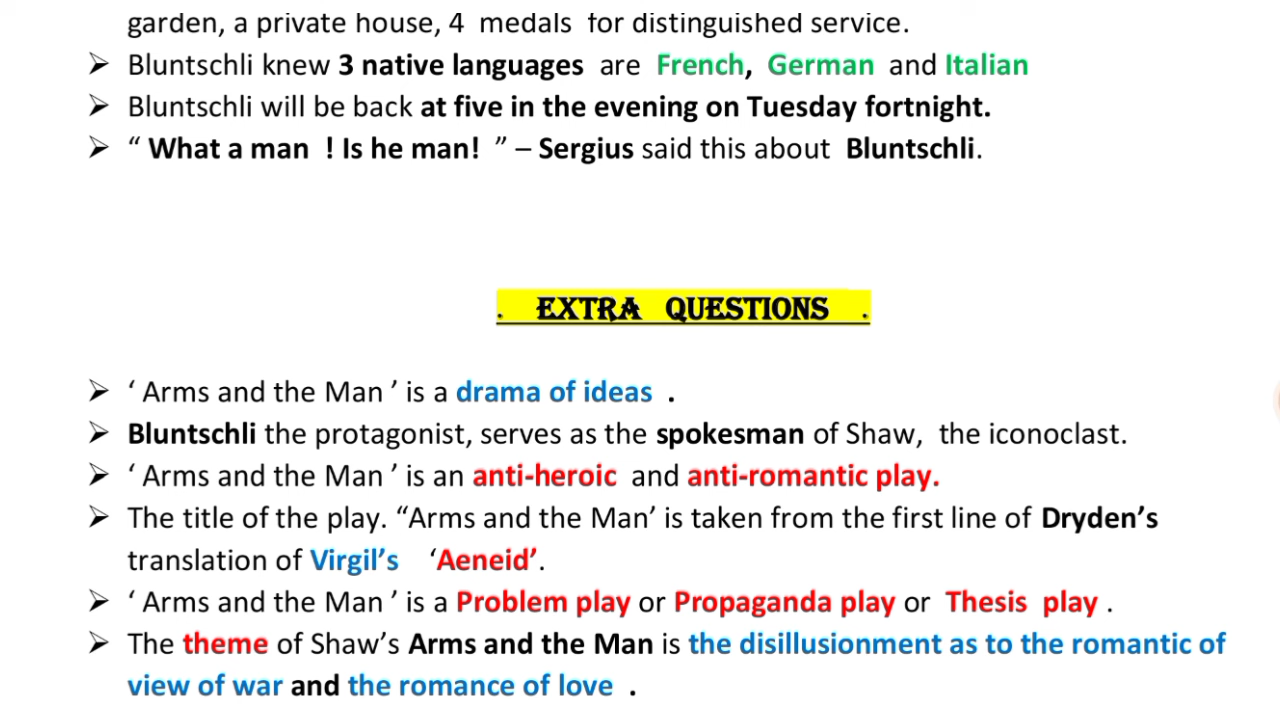 garden, a private house, 4 medals for distinguished service.
➢ Bluntschli knew 3 native languages are French, German and Italian
➢ Bluntschli will be back at five in the evening on Tuesday fortnight.
➢ “ What a man ! Is he man! ” – Sergius said this about Bluntschli.
. EXTRA QUESTIONS .
➢ ‘ Arms and the Man ’ is a drama of ideas .
➢ Bluntschli the protagonist, serves as the spokesman of Shaw, the iconoclast.
➢ ‘ Arms and the Man ’ is an anti-heroic and anti-romantic play.
➢ The title of the play. “Arms and the Man’ is taken from the first line of Dryden’s
translation of Virgil’s ‘Aeneid’.
➢ ‘ Arms and the Man ’ is a Problem play or Propaganda play or Thesis play .
➢ The theme of Shaw’s Arms and the Man is the disillusionment as to the romantic of
view of war and the romance of love .